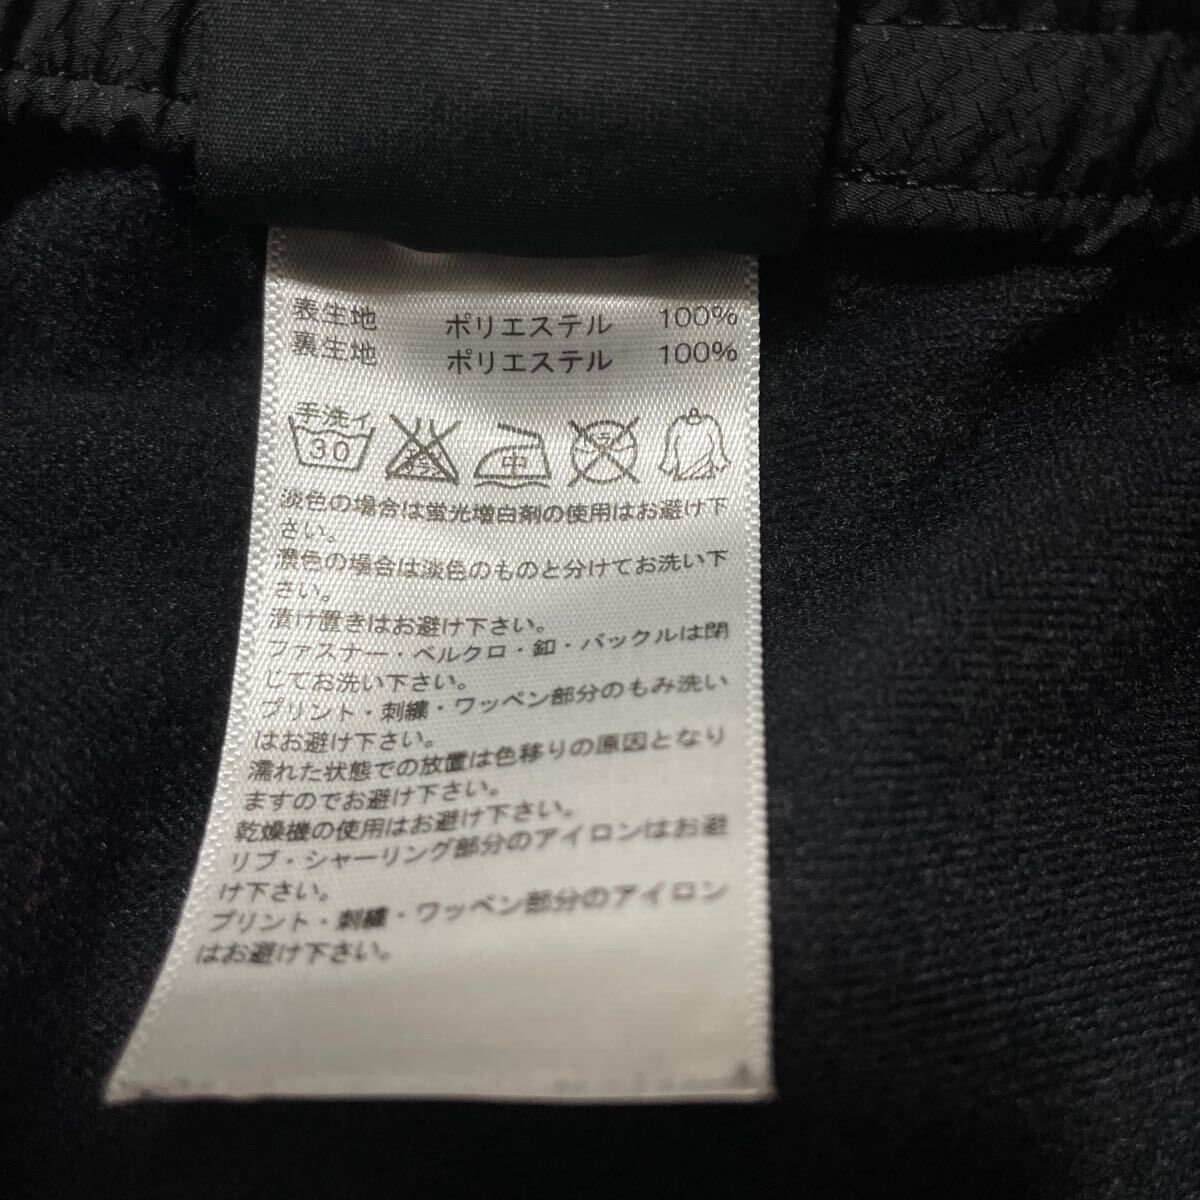 表生地 ポリエステル 100%
裏生地 ポリエステル 100%
手洗イ
30
エンソサラシ
中
ドライ
淡色の場合は蛍光増白剤の使用はお避け下
さい。
濃色の場合は淡色のものと分けてお洗い下
さい。
漬け置きはお避け下さい。
ファスナー・ベルクロ・釦・バックルは閉
じてお洗い下さい。
プリント・刺繍・ワッペン部分のもみ洗い
はお避け下さい。
濡れた状態での放置は色移りの原因となり
ますのでお避け下さい。
乾燥機の使用はお避け下さい。
リブ・シャーリング部分のアイロンはお避
け下さい。
プリント・刺繍・ワッペン部分のアイロン
はお避け下さい。